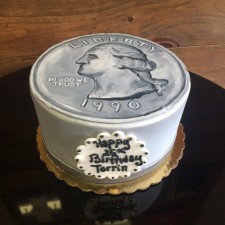 LIBERTY
IN GOD WE
TRUST
1990
Happy
25th
Birthday
Torrin